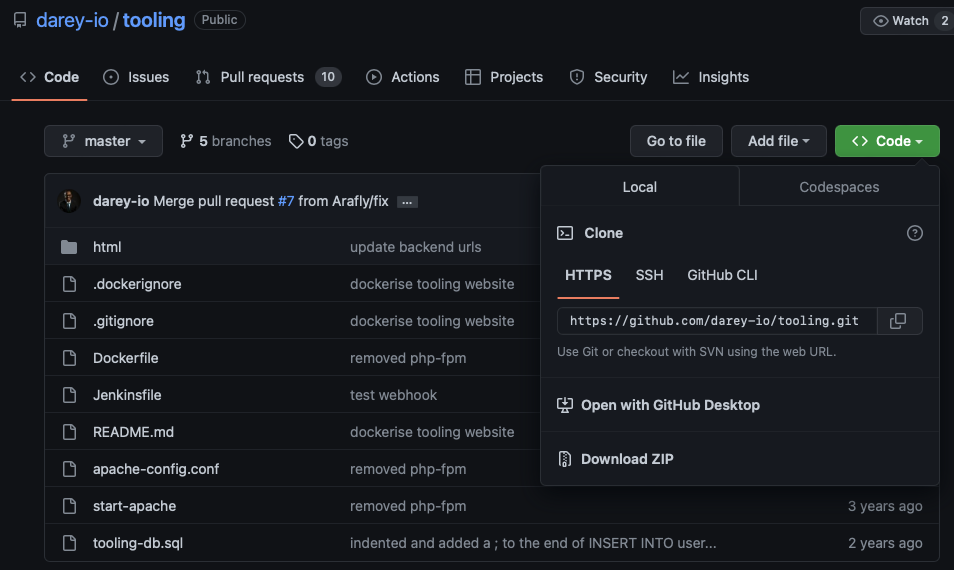 darey-io / tooling Public
Watch 2
Code Issues Pull requests 10 Actions Projects Security Insights
master 5 branches 0 tags Go to file Add file Code
darey-io Merge pull request #7 from Arafly/fix ...
Local Codespaces
Clone
HTTPS SSH GitHub CLI
https://github.com/darey-io/tooling.git
Use Git or checkout with SVN using the web URL.
Open with GitHub Desktop
Download ZIP
html update backend urls
.dockerignore dockerise tooling website
.gitignore dockerise tooling website
Dockerfile removed php-fpm
Jenkinsfile test webhook
README.md dockerise tooling website
apache-config.conf removed php-fpm
start-apache removed php-fpm 3 years ago
tooling-db.sql indented and added a ; to the end of INSERT INTO user... 2 years ago